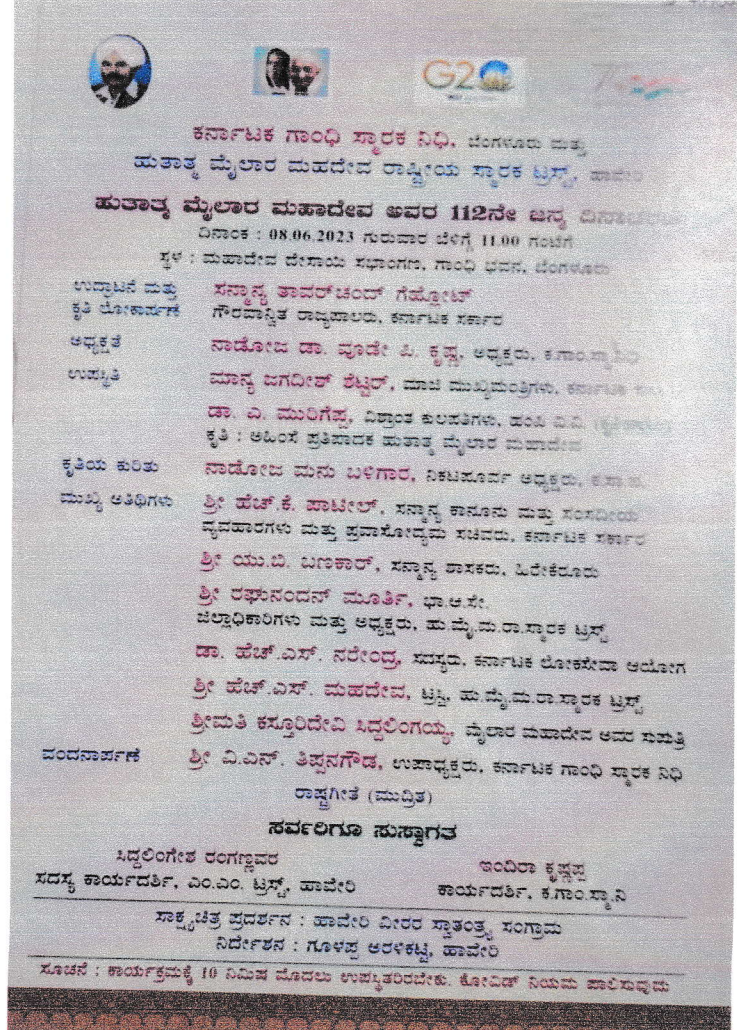 G20
ಕರ್ನಾಟಕ ಗಾಂಧಿ ಸ್ಮಾರಕ ನಿಧಿ, ಬೆಂಗಳೂರು ಮತ್ತು
ಹುತಾತ್ಮ ಮೈಲಾರ ಮಹದೇವ ರಾಷ್ಟ್ರೀಯ ಸ್ಮಾರಕ ಟ್ರಸ್ಟ್, ಹಾವೇರಿ
ಹುತಾತ್ಮ ಮೈಲಾರ ಮಹಾದೇವ ಅವರ 112ನೇ ಜನ್ಮ
ದಿನಾಂಕ : 08.06.2023 ಗುರುವಾರ ಬೆಳಿಗ್ಗೆ 11.00 ಗಂಟೆಗೆ
ಸ್ಥಳ : ಮಹಾದೇವ ದೇಸಾಯಿ ಸಭಾಂಗಣ, ಗಾಂಧಿ ಭವನ, ಬೆಂಗಳೂರು
ಉದ್ಘಾಟನೆ ಮತ್ತು ಸನ್ಮಾನ್ಯ ತಾವರ್‌ಚಂದ್ ಗೆಹ್ಲೋಟ್
ಕೃತಿ ಲೋಕಾರ್ಪಣೆ ಗೌರವಾನ್ವಿತ ರಾಜ್ಯಪಾಲರು, ಕರ್ನಾಟಕ ಸರ್ಕಾರ
ಅಧ್ಯಕ್ಷತೆ ನಾಡೋಜ ಡಾ. ವೂಡೇ ಪಿ. ಕೃಷ್ಣ, ಅಧ್ಯಕ್ಷರು, ಕ.ಗಾಂ.ಸ್ಮಾ.ನಿಧಿ
ಉಪಸ್ಥಿತಿ ಮಾನ್ಯ ಜಗದೀಶ್ ಶೆಟ್ಟರ್, ಮಾಜಿ ಮುಖ್ಯಮಂತ್ರಿಗಳು, ಕರ್ನಾಟಕ
ಡಾ. ಎ. ಮುರಿಗೆಪ್ಪ, ವಿಶ್ರಾಂತ ಕುಲಪತಿಗಳು, ಹಂಪಿ ವಿ.ವಿ.
ಕೃತಿ : ಅಹಿಂಸೆ ಪ್ರತಿಪಾದಕ ಹುತಾತ್ಮ ಮೈಲಾರ ಮಹಾದೇವ
ಕೃತಿಯ ಕುರಿತು ನಾಡೋಜ ಮನು ಬಳಿಗಾರ, ನಿಕಟಪೂರ್ವ ಅಧ್ಯಕ್ಷರು, ಕ.ಸಾ.ಪ.
ಮುಖ್ಯ ಅತಿಥಿಗಳು ಶ್ರೀ ಹೆಚ್.ಕೆ. ಪಾಟೀಲ್, ಸನ್ಮಾನ್ಯ ಕಾನೂನು ಮತ್ತು ಸಂಸದೀಯ
ವ್ಯವಹಾರಗಳು ಮತ್ತು ಪ್ರವಾಸೋದ್ಯಮ ಸಚಿವರು, ಕರ್ನಾಟಕ ಸರ್ಕಾರ
ಶ್ರೀ ಯು.ಬಿ. ಬಣಕಾರ್, ಸನ್ಮಾನ್ಯ ಶಾಸಕರು, ಹಿರೇಕೆರೂರು
ಶ್ರೀ ರಘುನಂದನ್ ಮೂರ್ತಿ, ಭಾ.ಆ.ಸೇ.
ಜಿಲ್ಲಾಧಿಕಾರಿಗಳು ಮತ್ತು ಅಧ್ಯಕ್ಷರು, ಹು.ಮೈ.ಮ.ರಾ.ಸ್ಮಾರಕ ಟ್ರಸ್ಟ್
ಡಾ. ಹೆಚ್.ಎಸ್. ನರೇಂದ್ರ, ಸದಸ್ಯರು, ಕರ್ನಾಟಕ ಲೋಕಸೇವಾ ಆಯೋಗ
ಶ್ರೀ ಹೆಚ್.ಎಸ್. ಮಹದೇವ, ಟ್ರಸ್ಟಿ, ಹು.ಮೈ.ಮ.ರಾ.ಸ್ಮಾರಕ ಟ್ರಸ್ಟ್
ಶ್ರೀಮತಿ ಕಸ್ತೂರಿದೇವಿ ಸಿದ್ದಲಿಂಗಯ್ಯ, ಮೈಲಾರ ಮಹಾದೇವ ಅವರ ಸುಪುತ್ರಿ
ವಂದನಾರ್ಪಣೆ ಶ್ರೀ ವಿ.ಎನ್. ತಿಪ್ಪನಗೌಡ, ಉಪಾಧ್ಯಕ್ಷರು, ಕರ್ನಾಟಕ ಗಾಂಧಿ ಸ್ಮಾರಕ ನಿಧಿ
ರಾಷ್ಟ್ರಗೀತೆ (ಮುದ್ರಿತ)
ಸರ್ವರಿಗೂ ಸುಸ್ವಾಗತ
ಸಿದ್ದಲಿಂಗೇಶ ರಂಗಣ್ಣವರ ಇಂದಿರಾ ಕೃಷ್ಣಪ್ಪ
ಸದಸ್ಯ ಕಾರ್ಯದರ್ಶಿ, ಎಂ.ಎಂ. ಟ್ರಸ್ಟ್, ಹಾವೇರಿ ಕಾರ್ಯದರ್ಶಿ, ಕ.ಗಾಂ.ಸ್ಮಾ.ನಿ
ಸಾಕ್ಷ್ಯಚಿತ್ರ ಪ್ರದರ್ಶನ : ಹಾವೇರಿ ವೀರರ ಸ್ವಾತಂತ್ರ್ಯ ಸಂಗ್ರಾಮ
ನಿರ್ದೇಶನ : ಗೂಳಪ್ಪ ಅರಳಿಕಟ್ಟಿ, ಹಾವೇರಿ
ಸೂಚನೆ : ಕಾರ್ಯಕ್ರಮಕ್ಕೆ 10 ನಿಮಿಷ ಮೊದಲು ಉಪಸ್ಥಿತರಿರಬೇಕು. ಕೋವಿಡ್ ನಿಯಮ ಪಾಲಿಸುವುದು